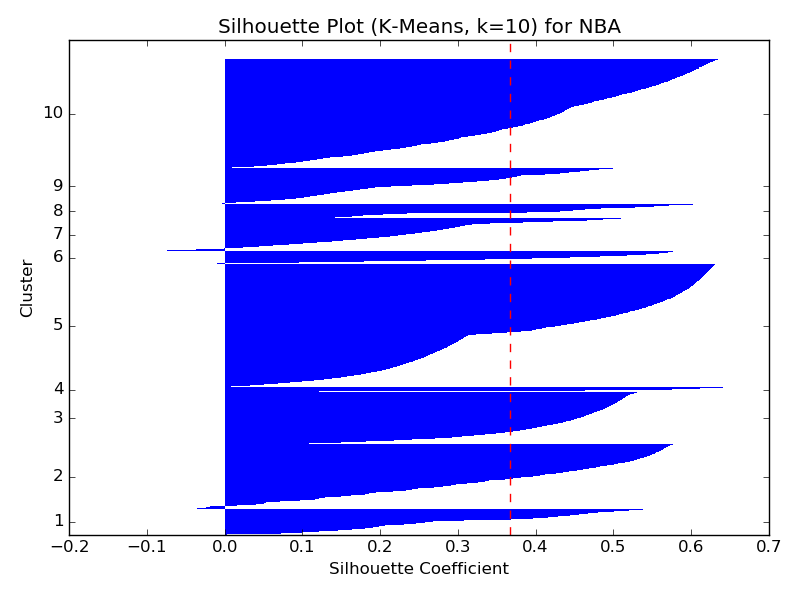 Silhouette Plot (K-Means, k=10) for NBA
10
9
8
7
6
5
4
3
2
1
Cluster
−0.2 −0.1 0.0 0.1 0.2 0.3 0.4 0.5 0.6 0.7
Silhouette Coefficient